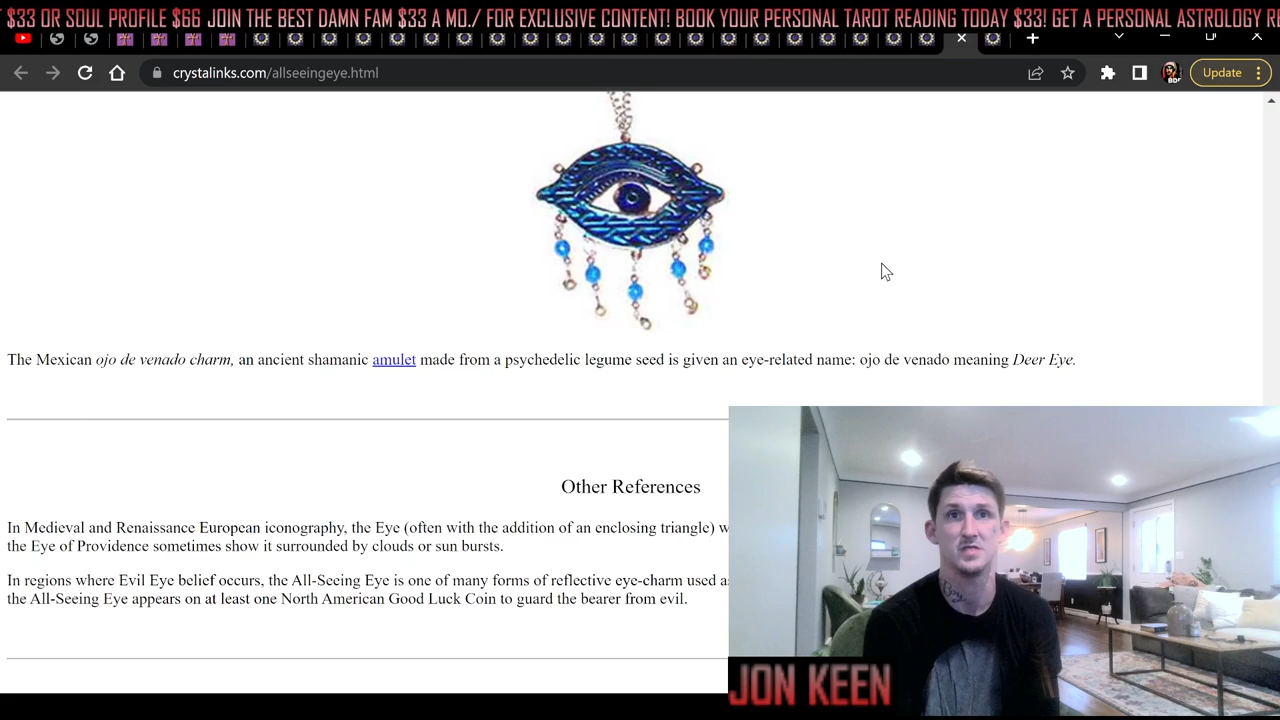 $33 OR SOUL PROFILE $66 JOIN THE BEST DAMN FAM $33 A MO./ FOR EXCLUSIVE CONTENT! BOOK YOUR PERSONAL TAROT READING TODAY $33! GET A PERSONAL ASTROLOGY RE
crystalinks.com/allseeingeye.html
Update
The Mexican ojo de venado charm, an ancient shamanic amulet made from a psychedelic legume seed is given an eye-related name: ojo de venado meaning Deer Eye.
Other References
In Medieval and Renaissance European iconography, the Eye (often with the addition of an enclosing triangle) w
the Eye of Providence sometimes show it surrounded by clouds or sun bursts.
In regions where Evil Eye belief occurs, the All-Seeing Eye is one of many forms of reflective eye-charm used as
the All-Seeing Eye appears on at least one North American Good Luck Coin to guard the bearer from evil.
JON KEEN